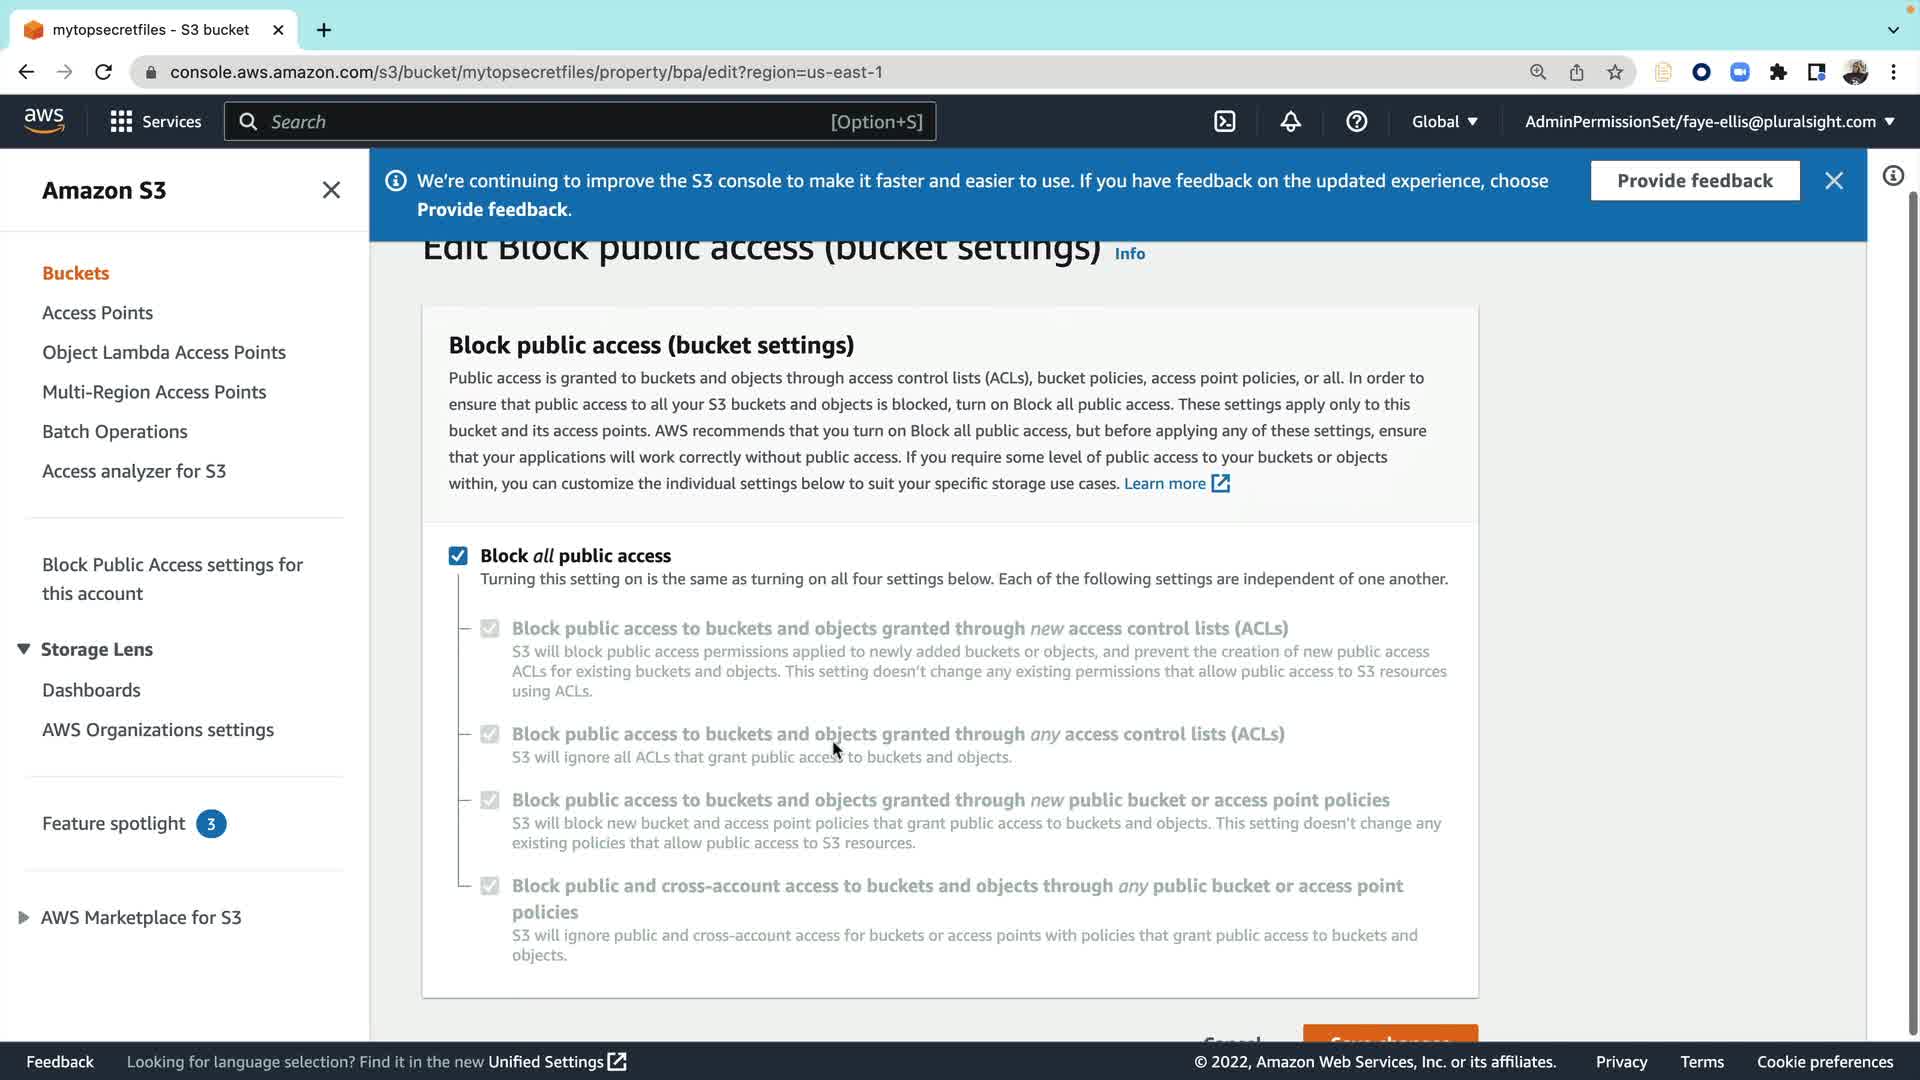 mytopsecretfiles - S3 bucket
console.aws.amazon.com/s3/bucket/mytopsecretfiles/property/bpa/edit?region=us-east-1
aws
Services
Search
[Option+S]
Global
AdminPermissionSet/faye-ellis@pluralsight.com
Amazon S3
Buckets
Access Points
Object Lambda Access Points
Multi-Region Access Points
Batch Operations
Access analyzer for S3
Block Public Access settings for
this account
Storage Lens
Dashboards
AWS Organizations settings
Feature spotlight 3
AWS Marketplace for S3
We're continuing to improve the S3 console to make it faster and easier to use. If you have feedback on the updated experience, choose
Provide feedback.
Provide feedback
Edit Block public access (bucket settings) Info
Block public access (bucket settings)
Public access is granted to buckets and objects through access control lists (ACLs), bucket policies, access point policies, or all. In order to
ensure that public access to all your S3 buckets and objects is blocked, turn on Block all public access. These settings apply only to this
bucket and its access points. AWS recommends that you turn on Block all public access, but before applying any of these settings, ensure
that your applications will work correctly without public access. If you require some level of public access to your buckets or objects
within, you can customize the individual settings below to suit your specific storage use cases. Learn more
Block all public access
Turning this setting on is the same as turning on all four settings below. Each of the following settings are independent of one another.
Block public access to buckets and objects granted through new access control lists (ACLs)
S3 will block public access permissions applied to newly added buckets or objects, and prevent the creation of new public access
ACLs for existing buckets and objects. This setting doesn't change any existing permissions that allow public access to S3 resources
using ACLs.
Block public access to buckets and objects granted through any access control lists (ACLs)
S3 will ignore all ACLs that grant public access to buckets and objects.
Block public access to buckets and objects granted through new public bucket or access point policies
S3 will block new bucket and access point policies that grant public access to buckets and objects. This setting doesn't change any
existing policies that allow public access to S3 resources.
Block public and cross-account access to buckets and objects through any public bucket or access point
policies
S3 will ignore public and cross-account access for buckets or access points with policies that grant public access to buckets and
objects.
Cancel
Save changes
Feedback
Looking for language selection? Find it in the new Unified Settings
© 2022, Amazon Web Services, Inc. or its affiliates.
Privacy
Terms
Cookie preferences